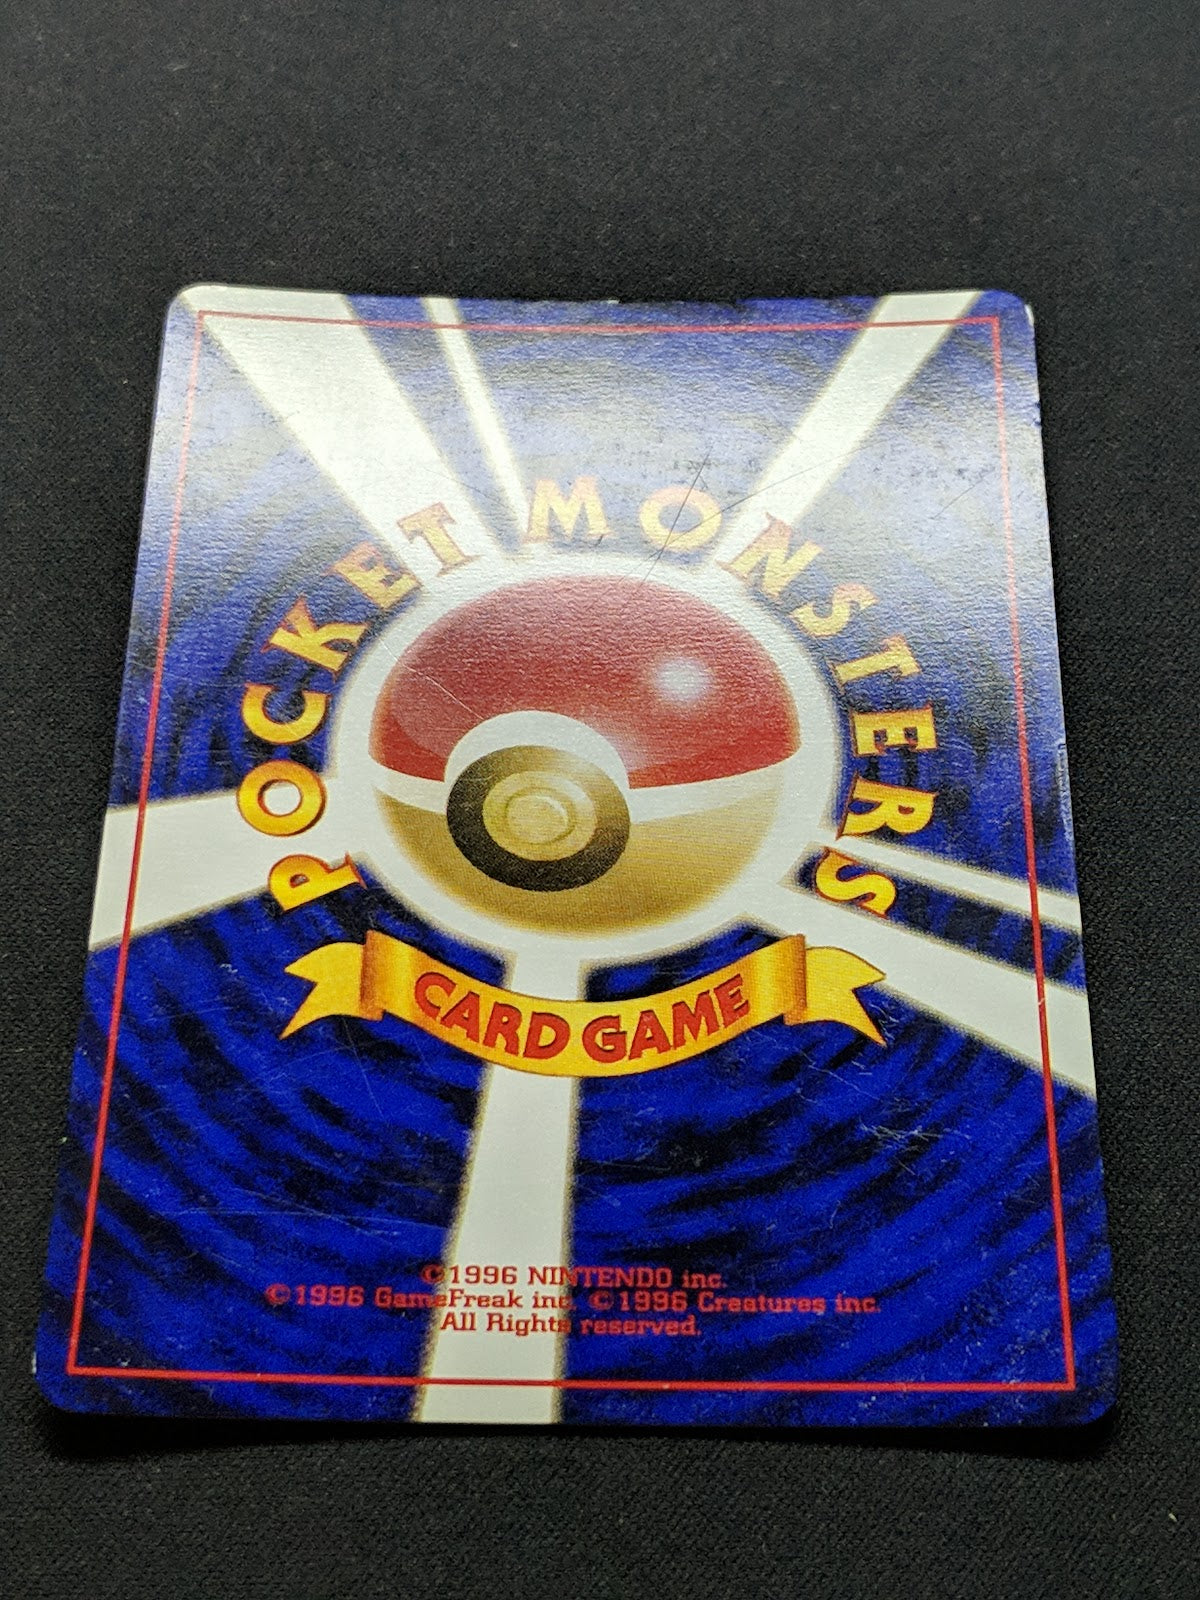 POCKET MONSTERS
CARD GAME
©1996 NINTENDO inc.
©1996 GameFreak inc. ©1996 Creatures inc.
All Rights reserved.